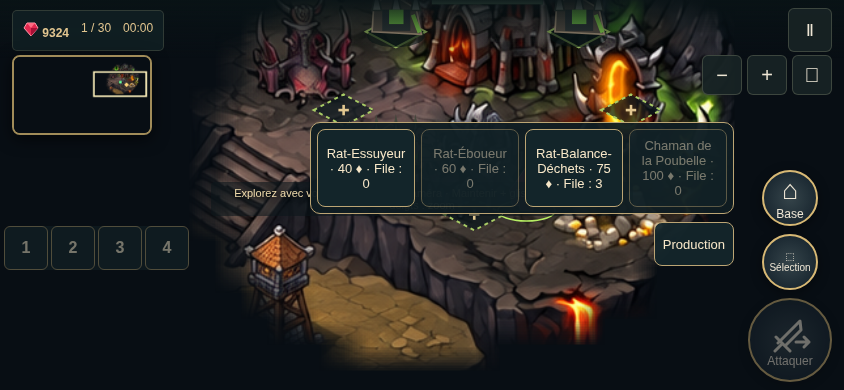 9324 1 / 30 00:00
II
− +
Rat-Essuyeur
· 40 ♦ · File :
0
Rat-Éboueur
· 60 ♦ · File :
0
Rat-Balance-
Déchets · 75
♦ · File : 3
Chaman de
la Poubelle ·
100 ♦ · File :
0
Explorez avec v
Base
1 2 3 4
Production
Sélection
Attaquer